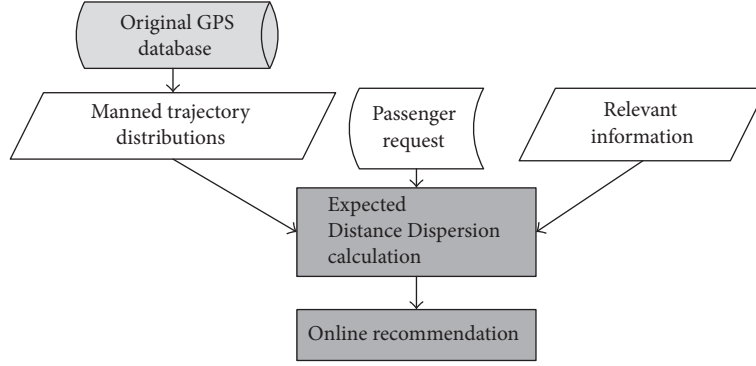 Original GPS
database
Manned trajectory
distributions
Passenger
request
Relevant
information
Expected
Distance Dispersion
calculation
Online recommendation